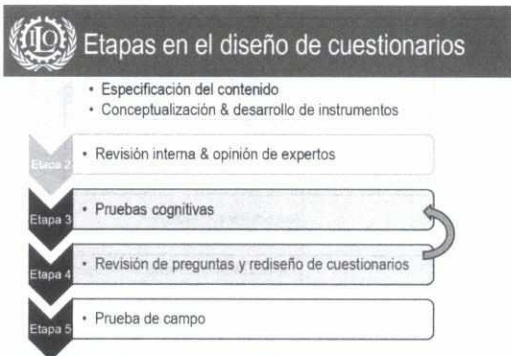 ILO
Etapas en el diseño de cuestionarios
• Especificación del contenido
• Conceptualización & desarrollo de instrumentos
Etapa 2
• Revisión interna & opinión de expertos
Etapa 3
• Pruebas cognitivas
Etapa 4
• Revisión de preguntas y rediseño de cuestionarios
Etapa 5
• Prueba de campo